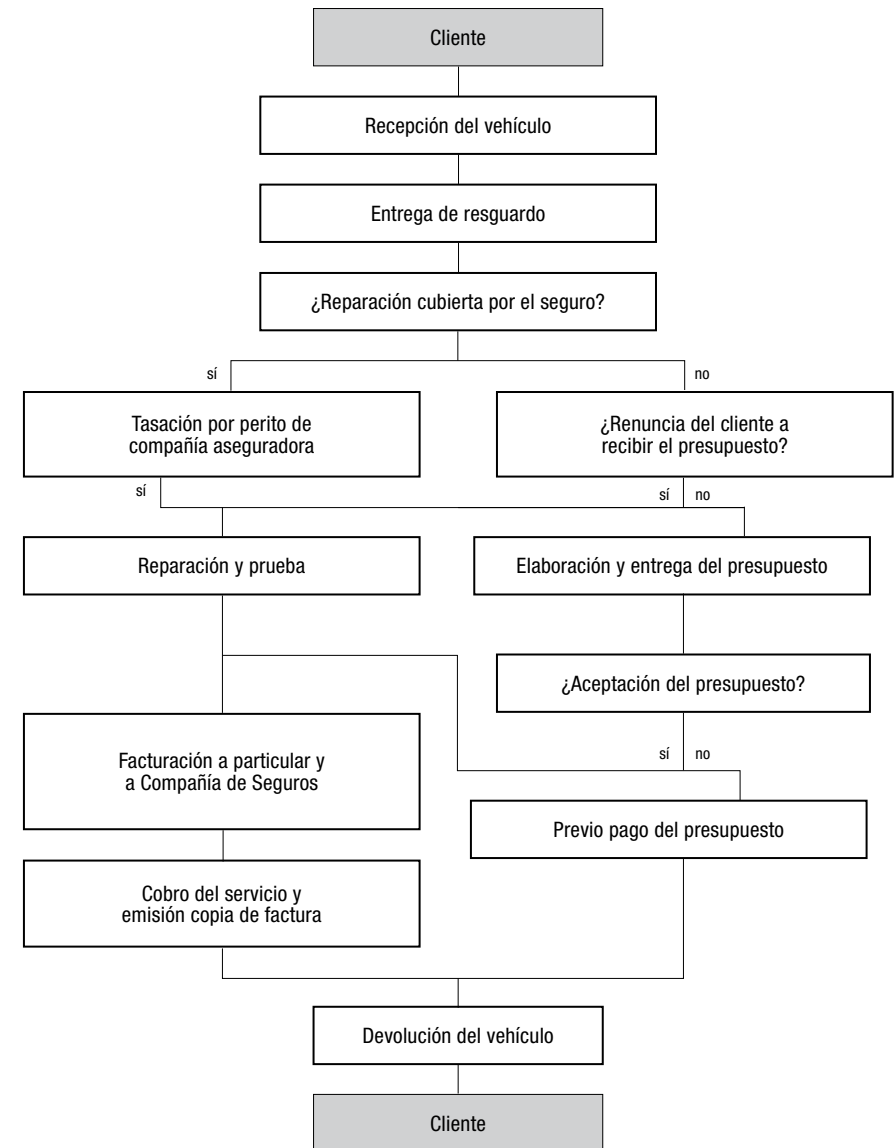 Cliente
Recepción del vehículo
Entrega de resguardo
¿Reparación cubierta por el seguro?
sí
no
Tasación por perito de
compañía aseguradora
¿Renuncia del cliente a
recibir el presupuesto?
sí
sí
no
Reparación y prueba
Elaboración y entrega del presupuesto
¿Aceptación del presupuesto?
sí
no
Facturación a particular y
a Compañía de Seguros
Previo pago del presupuesto
Cobro del servicio y
emisión copia de factura
Devolución del vehículo
Cliente